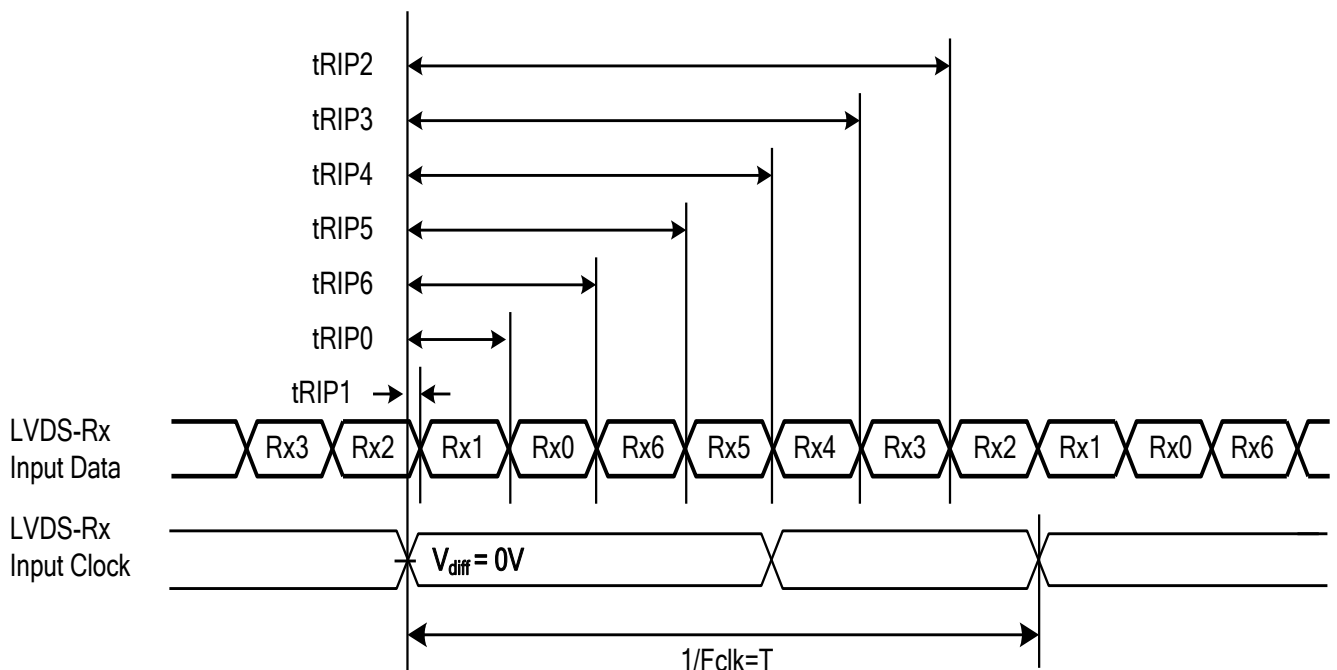 tRIP2
tRIP3
tRIP4
tRIP5
tRIP6
tRIP0
tRIP1
LVDS-Rx
Input Data
Rx3 Rx2 Rx1 Rx0 Rx6 Rx5 Rx4 Rx3 Rx2 Rx1 Rx0 Rx6
LVDS-Rx
Input Clock
Vdiff = 0V
1/Fclk=T